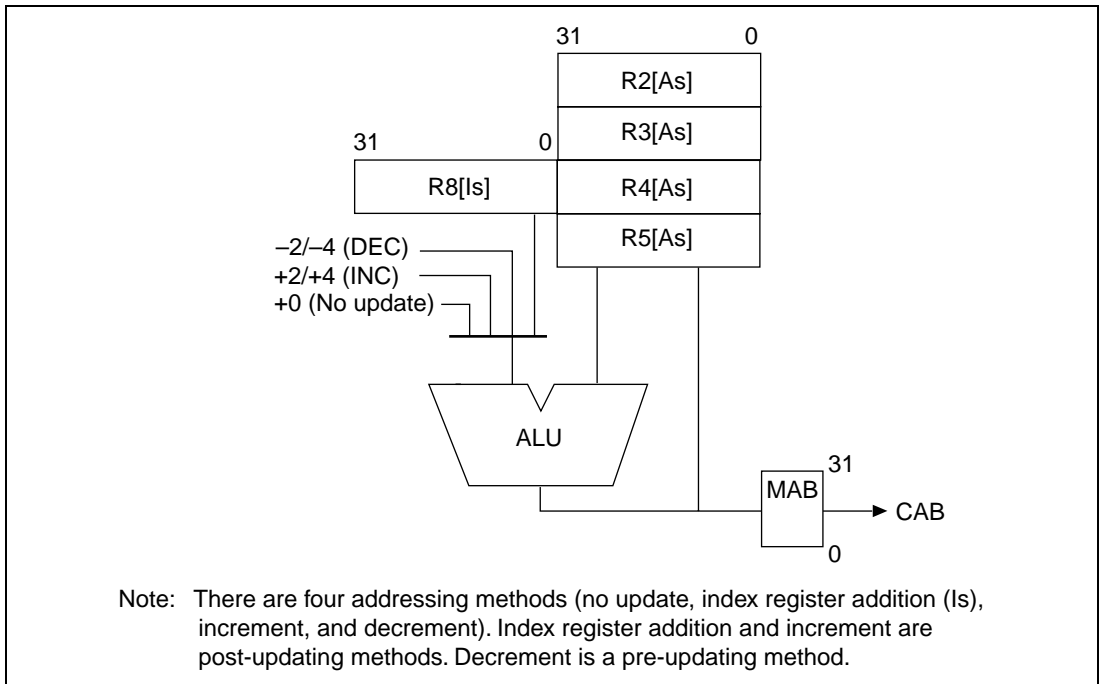 31 0
R2[As]
R3[As]
31 0
R8[Is] R4[As]
R5[As]
–2/–4 (DEC)
+2/+4 (INC)
+0 (No update)
ALU
31
MAB
CAB
0
Note: There are four addressing methods (no update, index register addition (Is),
increment, and decrement). Index register addition and increment are
post-updating methods. Decrement is a pre-updating method.